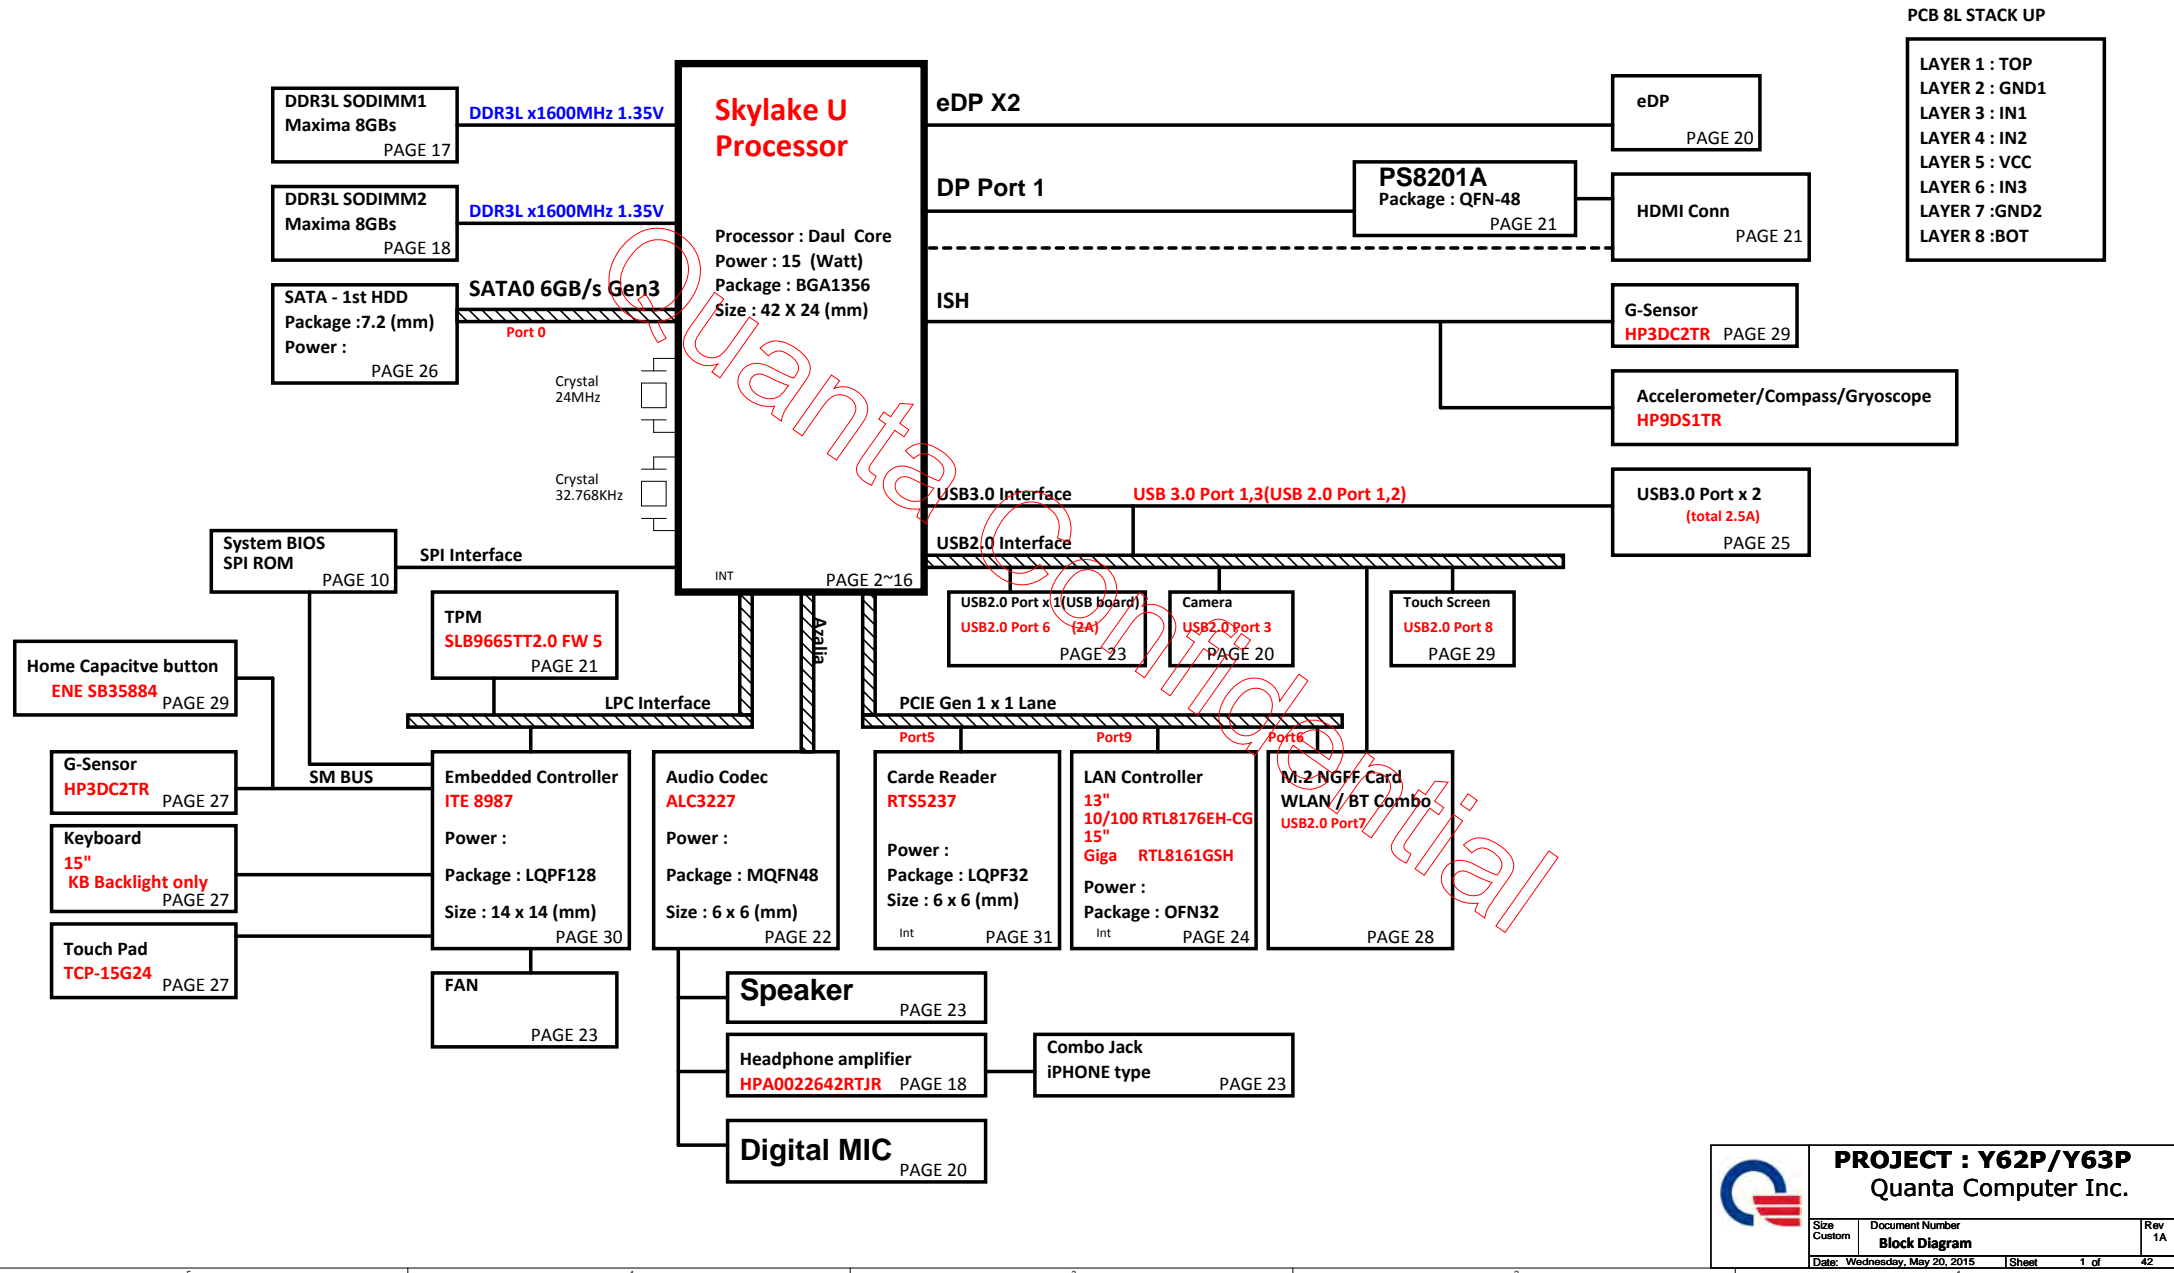 PCB 8L STACK UP
LAYER 1 : TOP
LAYER 2 : GND1
LAYER 3 : IN1
LAYER 4 : IN2
LAYER 5 : VCC
LAYER 6 : IN3
LAYER 7 :GND2
LAYER 8 :BOT
DDR3L SODIMM1
Maxima 8GBs
PAGE 17
DDR3L x1600MHz 1.35V
DDR3L SODIMM2
Maxima 8GBs
PAGE 18
DDR3L x1600MHz 1.35V
SATA - 1st HDD
Package :7.2 (mm)
Power :
PAGE 26
SATA0 6GB/s Gen3
Port 0
Crystal
24MHz
Crystal
32.768KHz
Skylake U
Processor
Processor : Daul Core
Power : 15 (Watt)
Package : BGA1356
Size : 42 X 24 (mm)
INT
PAGE 2~16
eDP X2
eDP
PAGE 20
DP Port 1
PS8201A
Package : QFN-48
PAGE 21
HDMI Conn
PAGE 21
ISH
G-Sensor
HP3DC2TR PAGE 29
Accelerometer/Compass/Gryoscope
HP9DS1TR
USB3.0 Interface
USB 3.0 Port 1,3(USB 2.0 Port 1,2)
USB3.0 Port x 2
(total 2.5A)
PAGE 25
USB2.0 Interface
USB2.0 Port x 1(USB board)
USB2.0 Port 6 (2A)
PAGE 23
Camera
USB2.0 Port 3
PAGE 20
Touch Screen
USB2.0 Port 8
PAGE 29
System BIOS
SPI ROM
PAGE 10
SPI Interface
TPM
SLB9665TT2.0 FW 5
PAGE 21
LPC Interface
Azalia
PCIE Gen 1 x 1 Lane
Port5
Port9
Port6
Home Capacitve button
ENE SB35884
PAGE 29
G-Sensor
HP3DC2TR
PAGE 27
SM BUS
Keyboard
15"
KB Backlight only
PAGE 27
Touch Pad
TCP-15G24
PAGE 27
Embedded Controller
ITE 8987
Power :
Package : LQPF128
Size : 14 x 14 (mm)
PAGE 30
Audio Codec
ALC3227
Power :
Package : MQFN48
Size : 6 x 6 (mm)
PAGE 22
Carde Reader
RTS5237
Power :
Package : LQPF32
Size : 6 x 6 (mm)
Int
PAGE 31
LAN Controller
13"
10/100 RTL8176EH-CG
15"
Giga RTL8161GSH
Power :
Package : OFN32
Int
PAGE 24
M.2 NGFF Card
WLAN / BT Combo
USB2.0 Port7
PAGE 28
FAN
PAGE 23
Speaker
PAGE 23
Headphone amplifier
HPA0022642RTJR PAGE 18
Combo Jack
iPHONE type
PAGE 23
Digital MIC
PAGE 20
Quanta Confidential
PROJECT : Y62P/Y63P
Quanta Computer Inc.
Size
Custom
Document Number
Block Diagram
Rev
1A
Date: Wednesday, May 20, 2015
Sheet 1 of 42